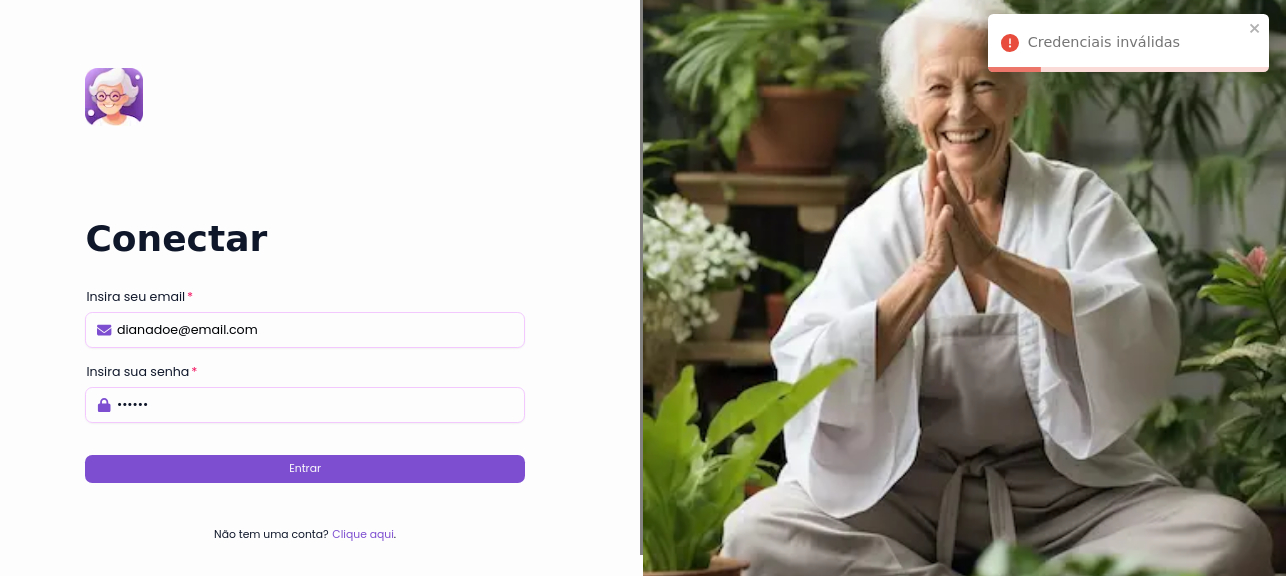 Credenciais inválidas
Conectar
Insira seu email*
dianadoe@email.com
Insira sua senha*
••••••
Entrar
Não tem uma conta? Clique aqui.